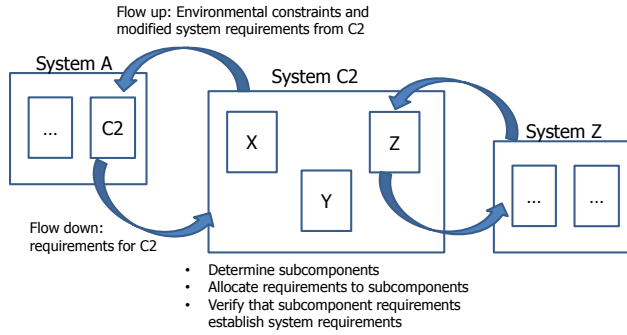 Flow up: Environmental constraints and
modified system requirements from C2
System A
System C2
System Z
...
C2
X
Z
Y
...
...
Flow down:
requirements for C2
• Determine subcomponents
• Allocate requirements to subcomponents
• Verify that subcomponent requirements
establish system requirements